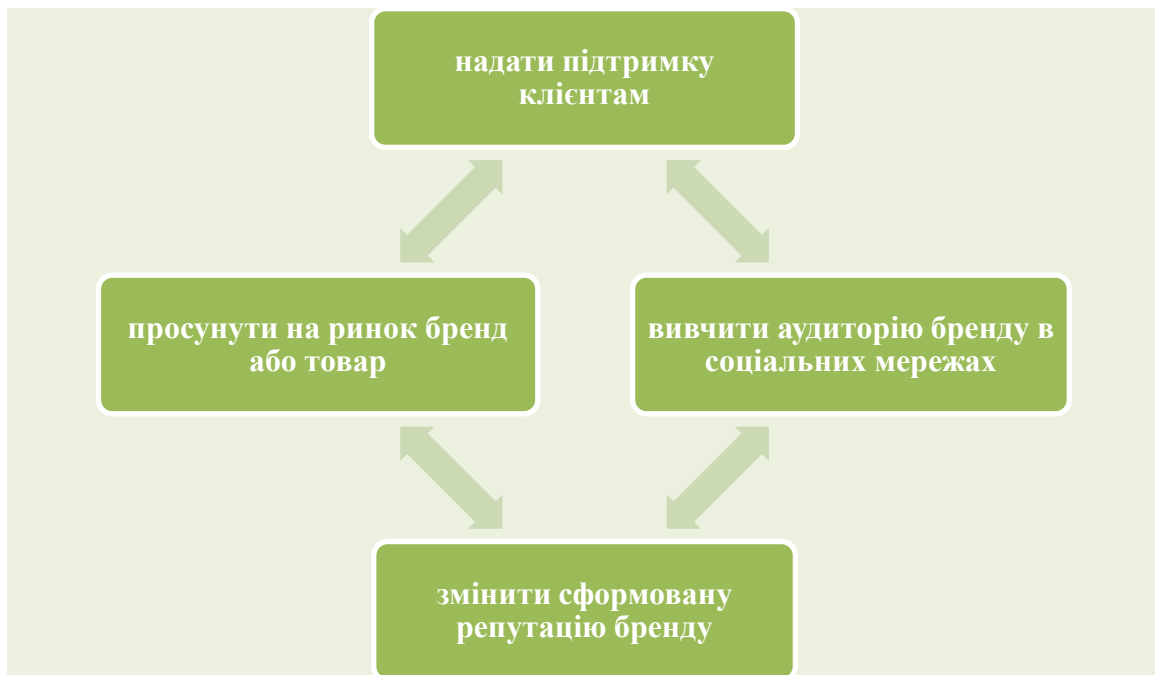 надати підтримку
клієнтам
просунути на ринок бренд
або товар
вивчити аудиторію бренду в
соціальних мережах
змінити сформовану
репутацію бренду